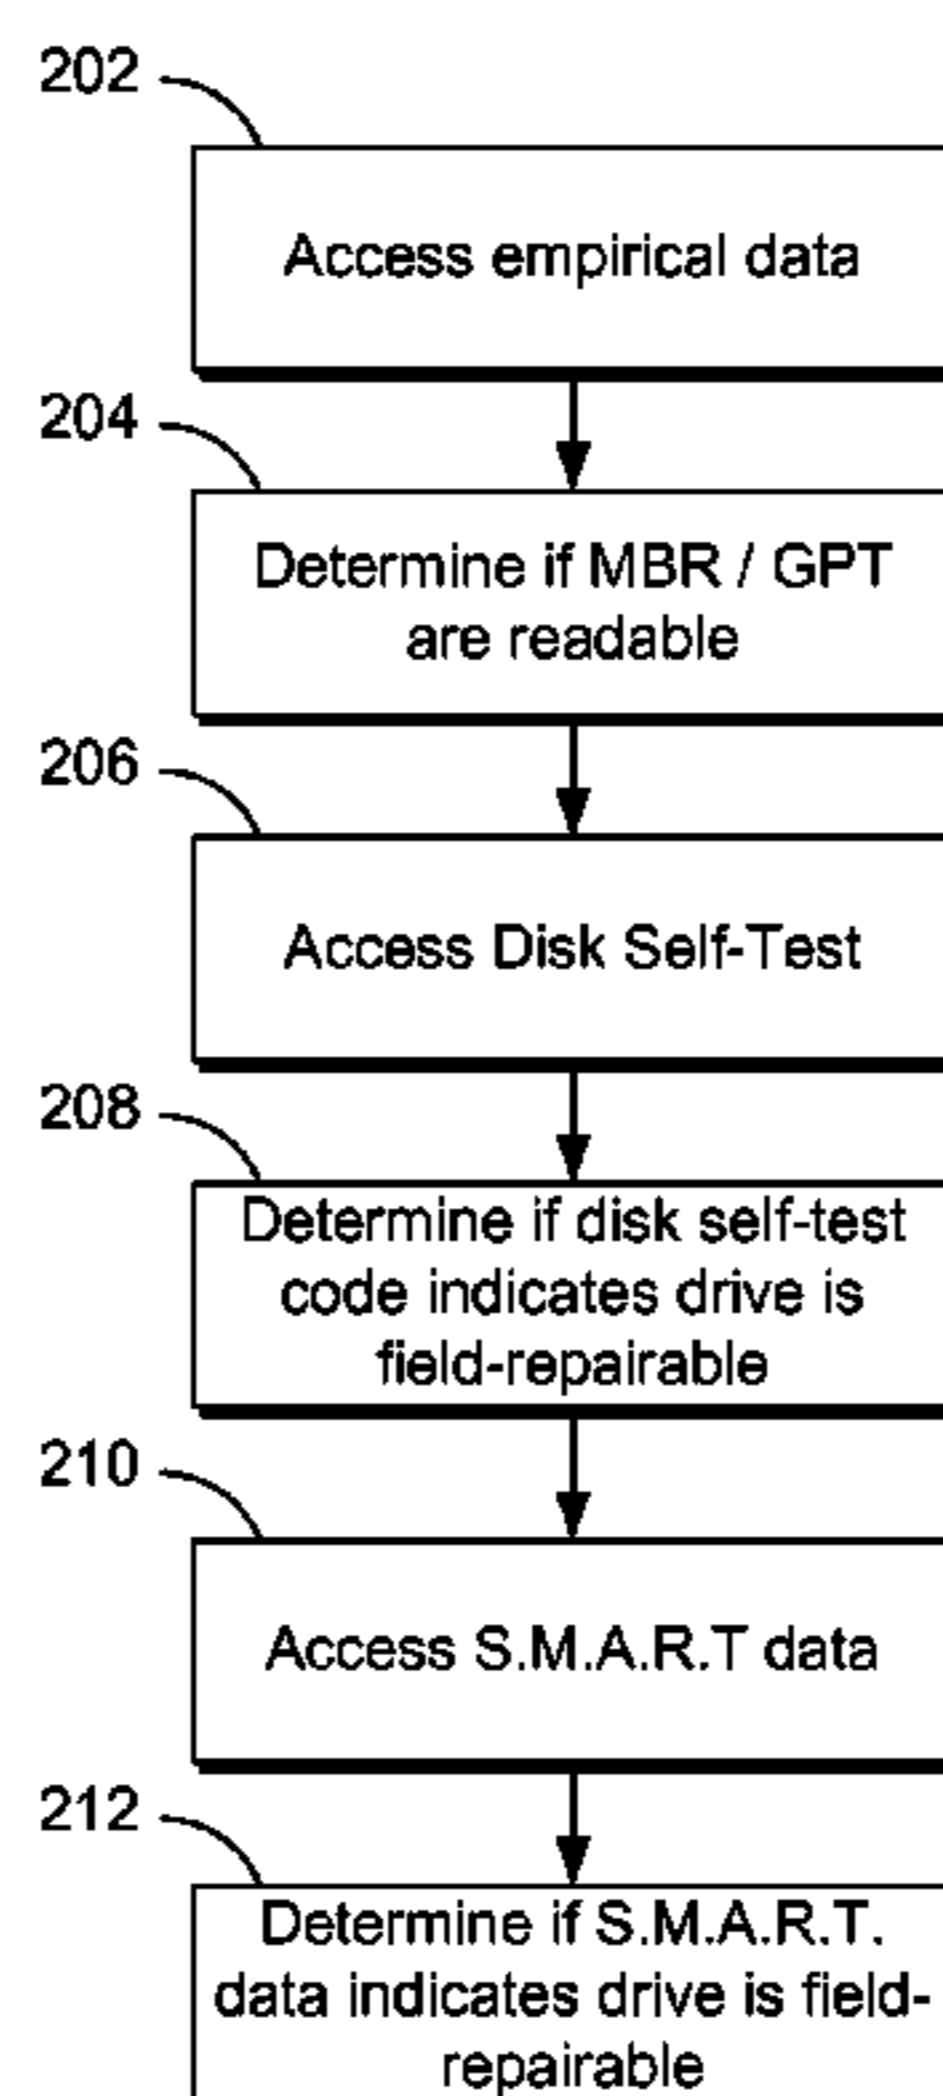 202
Access empirical data
204
Determine if MBR / GPT
are readable
206
Access Disk Self-Test
208
Determine if disk self-test
code indicates drive is
field-repairable
210
Access S.M.A.R.T data
212
Determine if S.M.A.R.T.
data indicates drive is field-
repairable